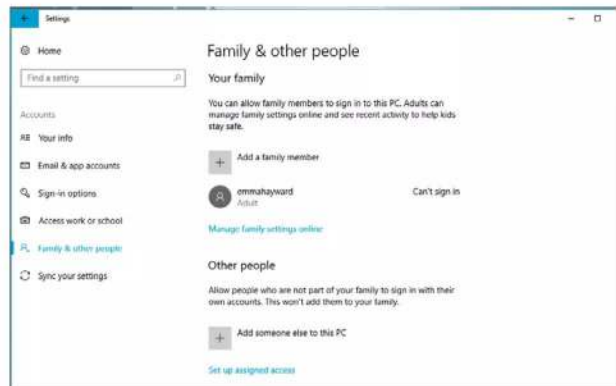 Settings
Home
Find a setting
Accounts
Your info
Email & app accounts
Sign-in options
Access work or school
Family & other people
Sync your settings
Family & other people
Your family
You can allow family members to sign in to this PC. Adults can
manage family settings online and see recent activity to help kids
stay safe.
Add a family member
emmahayward
Can't sign in
Adult
Manage family settings online
Other people
Allow people who are not part of your family to sign in with their
own accounts. This won't add them to your family.
Add someone else to this PC
Set up assigned access